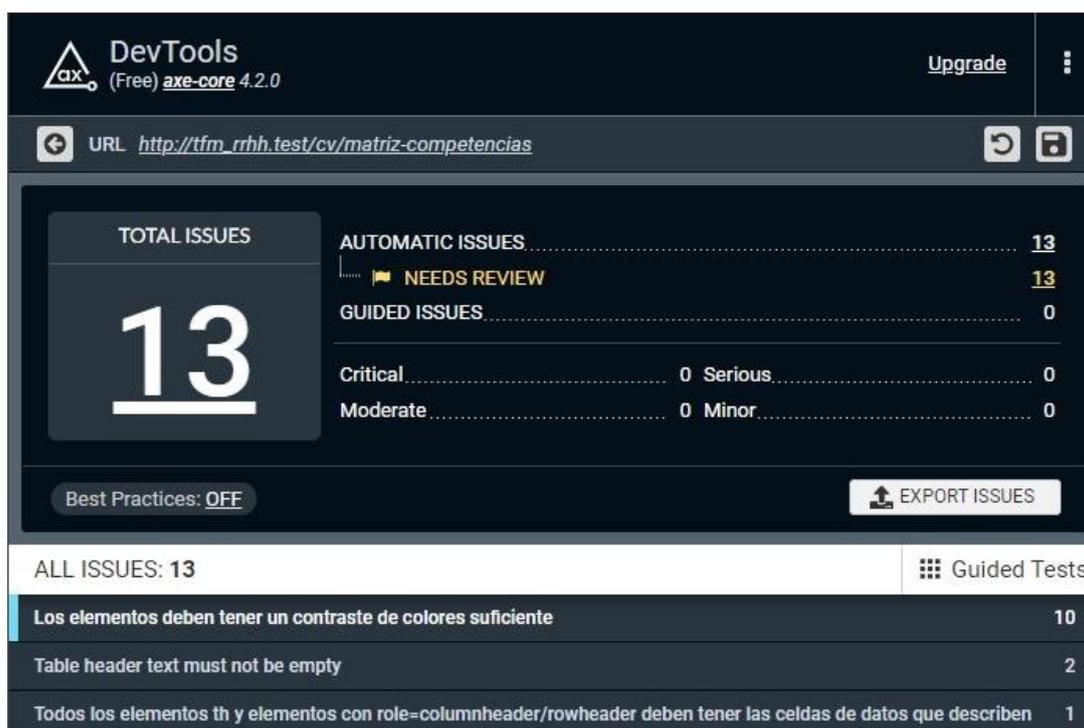 DevTools
ax (Free) axe-core 4.2.0
Upgrade
URL http://tfm_rrhh.test/cv/matriz-competencias
TOTAL ISSUES
13
AUTOMATIC ISSUES 13
NEEDS REVIEW 13
GUIDED ISSUES 0
Critical 0 Serious 0
Moderate 0 Minor 0
Best Practices: OFF
EXPORT ISSUES
ALL ISSUES: 13
Guided Tests
Los elementos deben tener un contraste de colores suficiente 10
Table header text must not be empty 2
Todos los elementos th y elementos con role=columnheader/rowheader deben tener las celdas de datos que describen 1